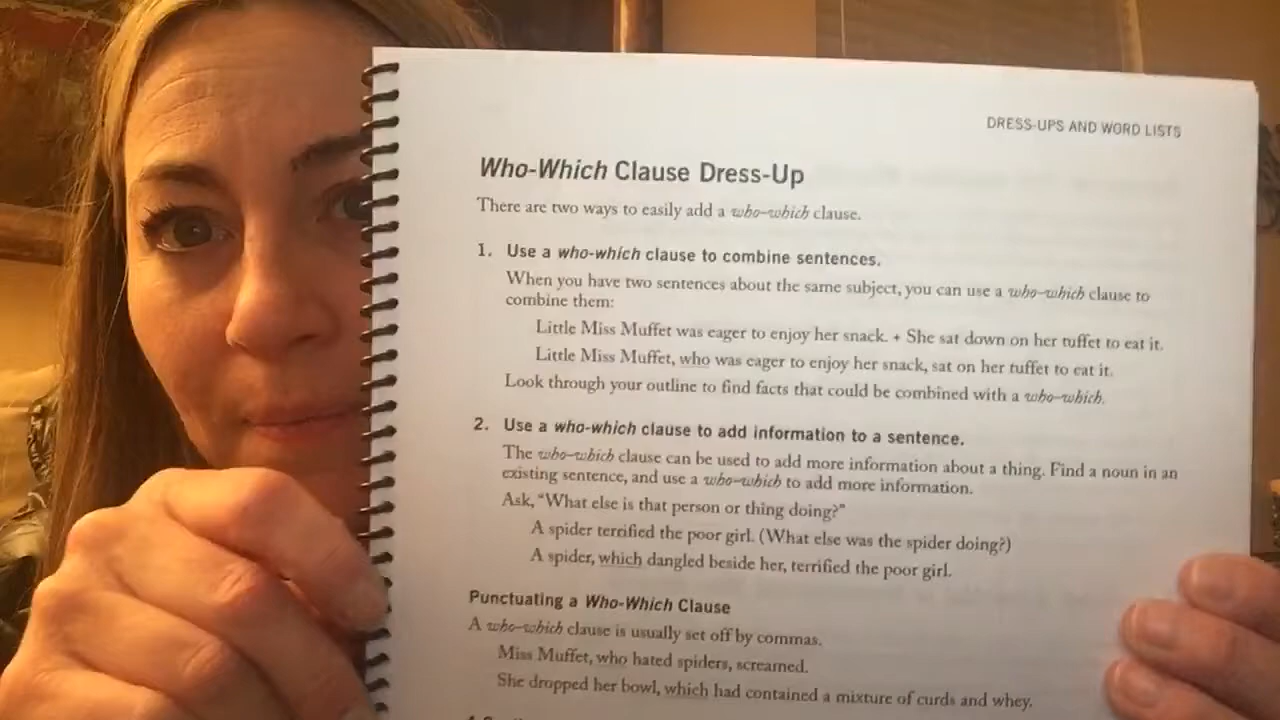 DRESS-UPS AND WORD LISTS
Who-Which Clause Dress-Up
There are two ways to easily add a who-which clause.
1. Use a who-which clause to combine sentences.
When you have two sentences about the same subject, you can use a who-which clause to
combine them:
Little Miss Muffet was eager to enjoy her snack. + She sat down on her tuffet to eat it.
Little Miss Muffet, who was eager to enjoy her snack, sat on her tuffet to eat it.
Look through your outline to find facts that could be combined with a who-which.
2. Use a who-which clause to add information to a sentence.
The who-which clause can be used to add more information about a thing. Find a noun in an
existing sentence, and use a who-which to add more information.
Ask, "What else is that person or thing doing?"
A spider terrified the poor girl. (What else was the spider doing?)
A spider, which dangled beside her, terrified the poor girl.
Punctuating a Who-Which Clause
A who-which clause is usually set off by commas.
Miss Muffet, who hated spiders, screamed.
She dropped her bowl, which had contained a mixture of curds and whey.